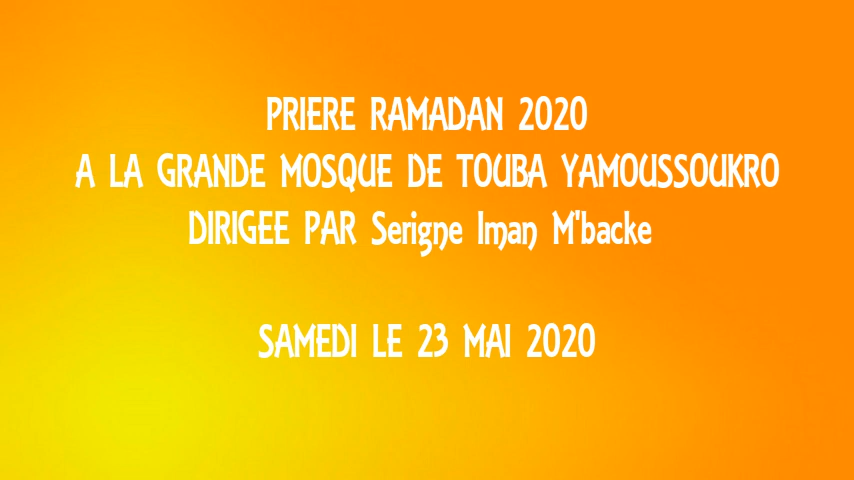 PRIERE RAMADAN 2020
A LA GRANDE MOSQUE DE TOUBA YAMOUSSOUKRO
DIRIGEE PAR Serigne Iman M'backe
SAMEDI LE 23 MAI 2020